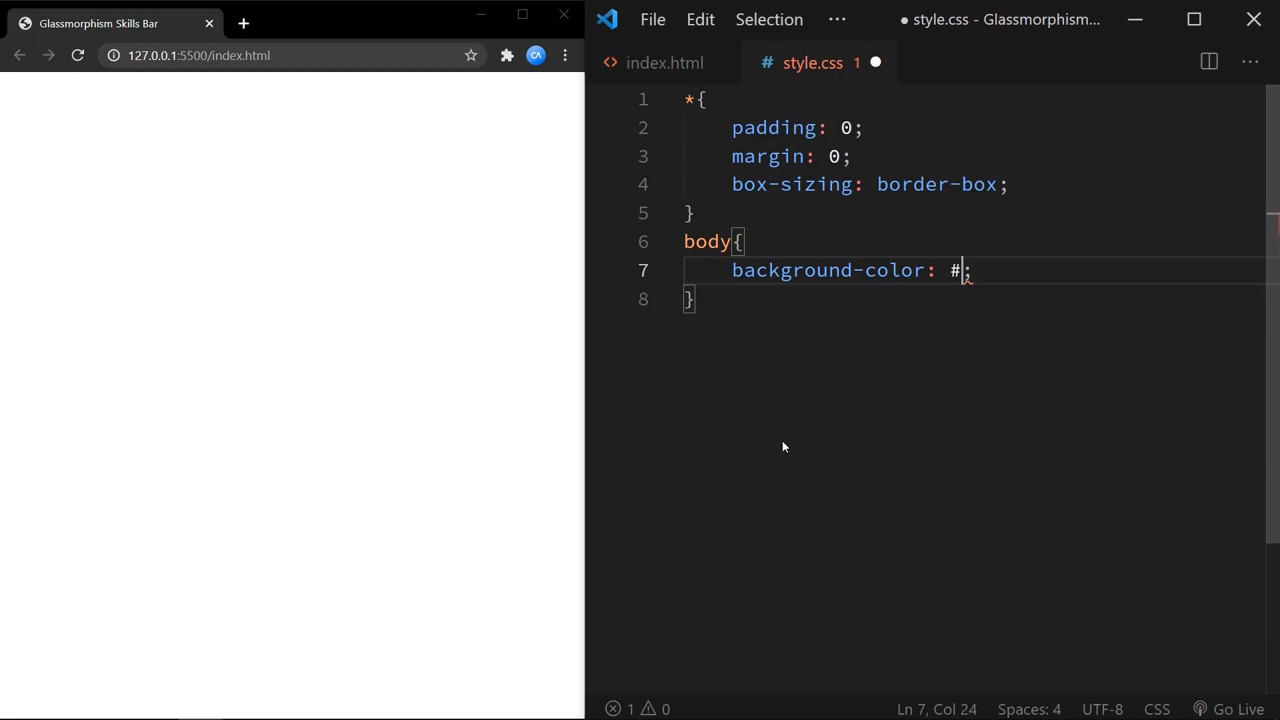 Glassmorphism Skills Bar
127.0.0.1:5500/index.html
CA
File Edit Selection ··· ● style.css - Glassmorphism...
<> index.html
# style.css 1 ●
1 *{
2 padding: 0;
3 margin: 0;
4 box-sizing: border-box;
5 }
6 body{
7 background-color: #;
8 }
1 0
Ln 7, Col 24 Spaces: 4 UTF-8 CSS Go Live